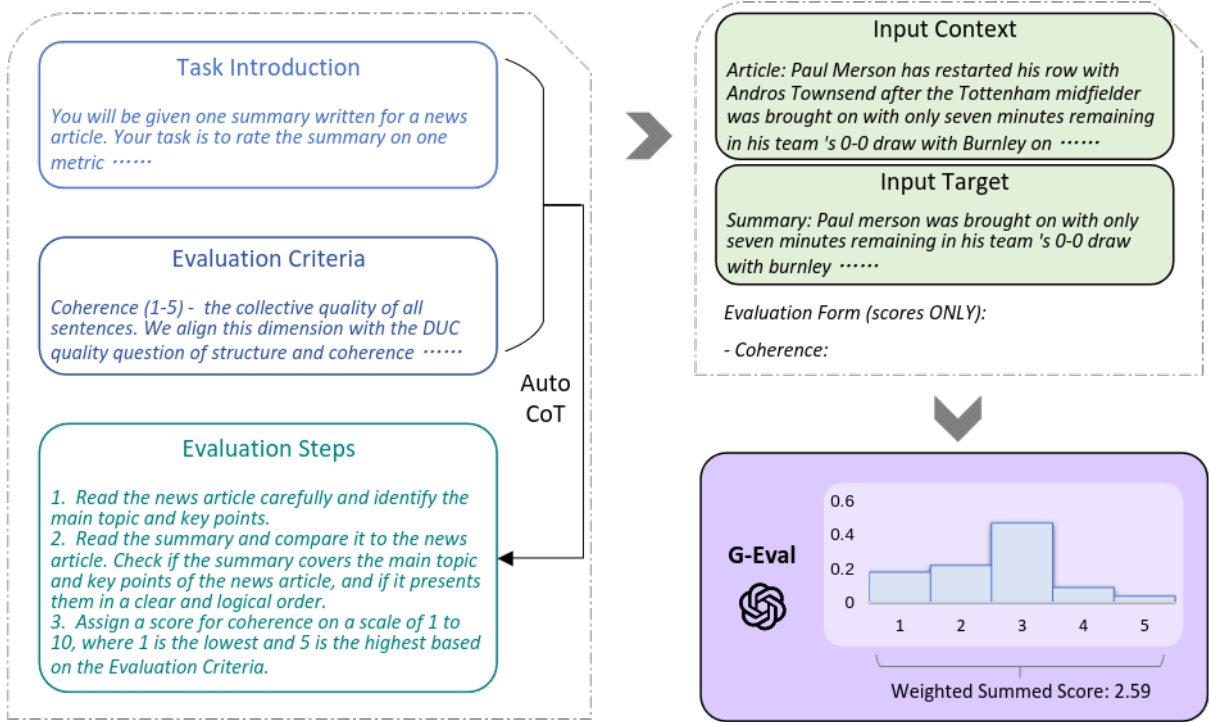 Task Introduction
You will be given one summary written for a news
article. Your task is to rate the summary on one
metric ⋯⋯
Evaluation Criteria
Coherence (1-5) - the collective quality of all
sentences. We align this dimension with the DUC
quality question of structure and coherence ⋯⋯
Auto
CoT
Evaluation Steps
1. Read the news article carefully and identify the
main topic and key points.
2. Read the summary and compare it to the news
article. Check if the summary covers the main topic
and key points of the news article, and if it presents
them in a clear and logical order.
3. Assign a score for coherence on a scale of 1 to
10, where 1 is the lowest and 5 is the highest based
on the Evaluation Criteria.
Input Context
Article: Paul Merson has restarted his row with
Andros Townsend after the Tottenham midfielder
was brought on with only seven minutes remaining
in his team 's 0-0 draw with Burnley on ⋯⋯
Input Target
Summary: Paul merson was brought on with only
seven minutes remaining in his team 's 0-0 draw
with burnley ⋯⋯
Evaluation Form (scores ONLY):
- Coherence:
G-Eval
0.6
0.4
0.2
0
1 2 3 4 5
Weighted Summed Score: 2.59